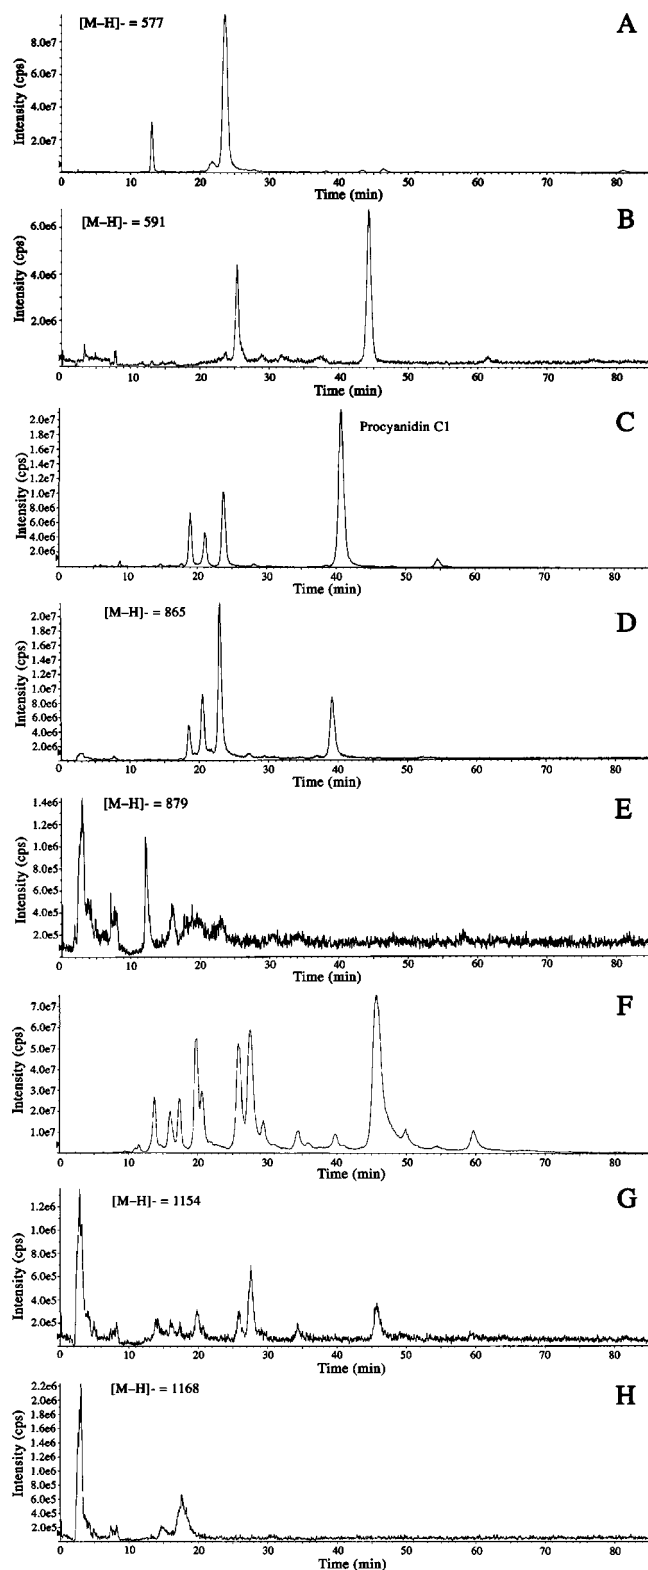 [M–H]- = 577
A
Intensity (cps)
8.0e7
6.0e7
4.0e7
2.0e7
0 10 20 30 40 50 60 70 80
Time (min)
[M–H]- = 591
B
Intensity (cps)
6.0e6
4.0e6
2.0e6
0 10 20 30 40 50 60 70 80
Time (min)
C
Procyanidin C1
Intensity (cps)
2.0e7
1.8e7
1.6e7
1.4e7
1.2e7
1.0e7
8.0e6
6.0e6
4.0e6
2.0e6
0 10 20 30 40 50 60 70 80
Time (min)
[M–H]- = 865
D
Intensity (cps)
2.0e7
1.8e7
1.6e7
1.4e7
1.2e7
1.0e7
8.0e6
6.0e6
4.0e6
2.0e6
0 10 20 30 40 50 60 70 80
Time (min)
[M–H]- = 879
E
Intensity (cps)
1.4e6
1.2e6
1.0e6
8.0e5
6.0e5
4.0e5
2.0e5
0 10 20 30 40 50 60 70 80
Time (min)
F
Intensity (cps)
7.0e7
6.0e7
5.0e7
4.0e7
3.0e7
2.0e7
1.0e7
0 10 20 30 40 50 60 70 80
Time (min)
[M–H]- = 1154
G
Intensity (cps)
1.2e6
1.0e6
8.0e5
6.0e5
4.0e5
2.0e5
0 10 20 30 40 50 60 70 80
Time (min)
[M–H]- = 1168
H
Intensity (cps)
2.2e6
2.0e6
1.8e6
1.6e6
1.4e6
1.2e6
1.0e6
8.0e5
6.0e5
4.0e5
2.0e5
0 10 20 30 40 50 60 70 80
Time (min)